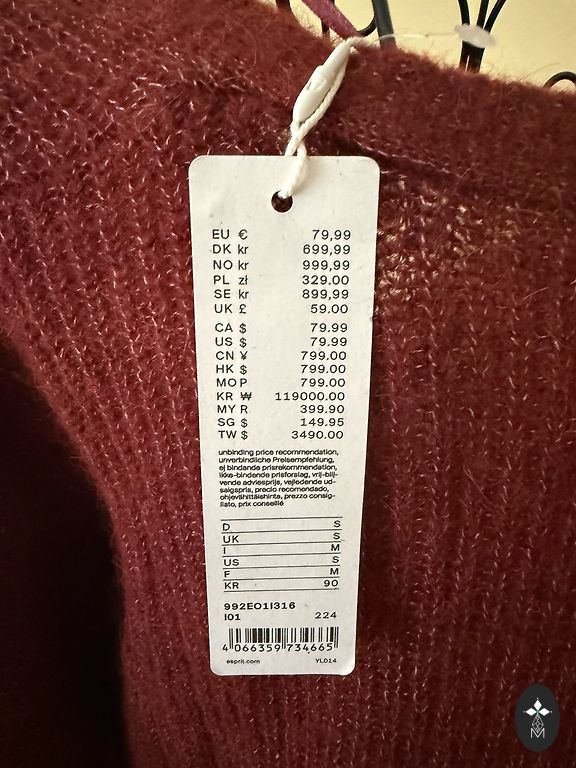 EU € 79,99
DK kr 699,99
NO kr 999,99
PL zł 329.00
SE kr 899,99
UK £ 59.00
CA $ 79.99
US $ 79.99
CN ¥ 799.00
HK $ 799.00
MO P 799.00
KR ₩ 119000.00
MY R 399.90
SG $ 149.95
TW $ 3490.00
unbinding price recommendation,
unverbindliche Preisempfehlung,
ej bindande prisrekommendation,
ikke-bindende prisforslag, vrij-blij-
vende adviesprijs, vejledende ud-
salgspris, precio recomendado,
ohjevähittäishinta, prezzo consig-
liato, prix conseillé
D S
UK S
I M
US S
F M
KR 90
992EO1I316
I01 224
4 066359 734665
esprit.com YL014
M